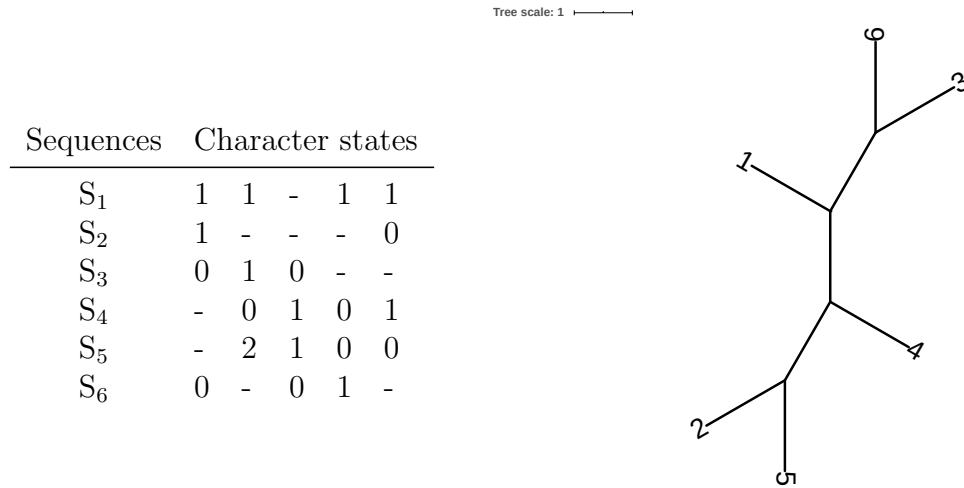 Tree scale: 1
Sequences Character states
S₁ 1 1 - 1 1
S₂ 1 - - - 0
S₃ 0 1 0 - -
S₄ - 0 1 0 1
S₅ - 2 1 0 0
S₆ 0 - 0 1 -
6
3
1
4
2
5